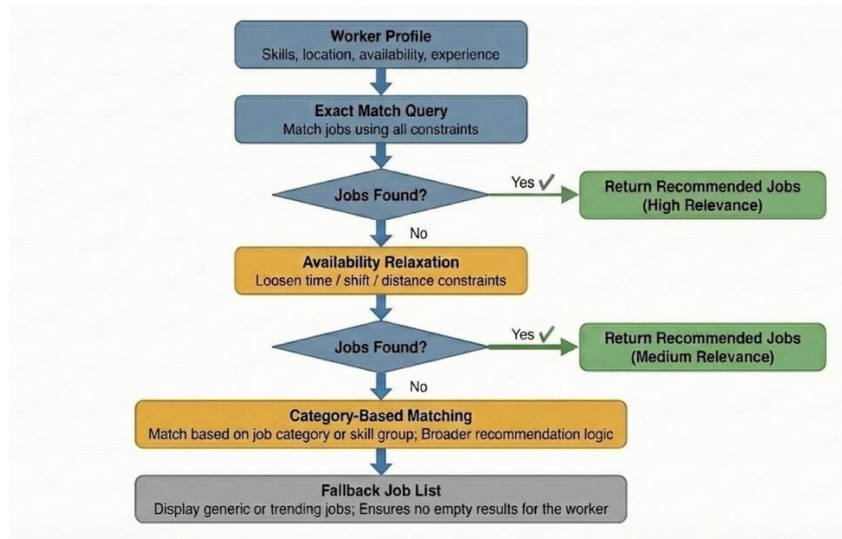 Worker Profile
Skills, location, availability, experience
Exact Match Query
Match jobs using all constraints
Jobs Found?
Yes ✓
Return Recommended Jobs
(High Relevance)
No
Availability Relaxation
Loosen time / shift / distance constraints
Jobs Found?
Yes ✓
Return Recommended Jobs
(Medium Relevance)
No
Category-Based Matching
Match based on job category or skill group; Broader recommendation logic
Fallback Job List
Display generic or trending jobs; Ensures no empty results for the worker